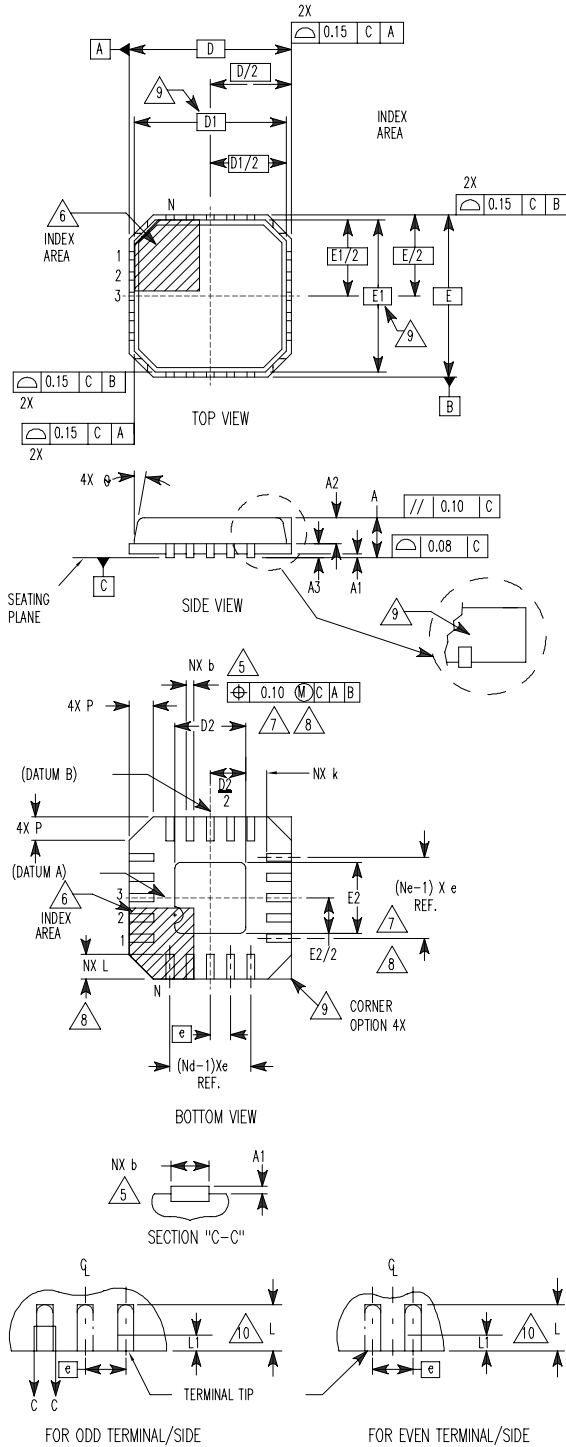 2X
⌓ 0.15 C A
A
D
D/2
9
D1
INDEX
AREA
D1/2
2X
⌓ 0.15 C B
N
6
INDEX
AREA
1
2
3
E1/2
E/2
E1
E
9
⌓ 0.15 C B
2X
B
⌓ 0.15 C A
2X
TOP VIEW
4X θ
A2
A
// 0.10 C
⌓ 0.08 C
A3
A1
C
SEATING
PLANE
SIDE VIEW
9
NX b
5
⌖ 0.10 Ⓜ C A B
4X P
7
8
D2
(DATUM B)
D2
2
NX k
4X P
(DATUM A)
6
INDEX
AREA
3
2
1
E2
(Ne-1) X e
REF.
7
8
E2/2
NX L
8
N
9
CORNER
OPTION 4X
e
(Nd-1)Xe
REF.
BOTTOM VIEW
NX b
A1
5
SECTION "C-C"
CL
CL
L1
10
L
L1
10
L
e
e
TERMINAL TIP
C C
FOR ODD TERMINAL/SIDE
FOR EVEN TERMINAL/SIDE